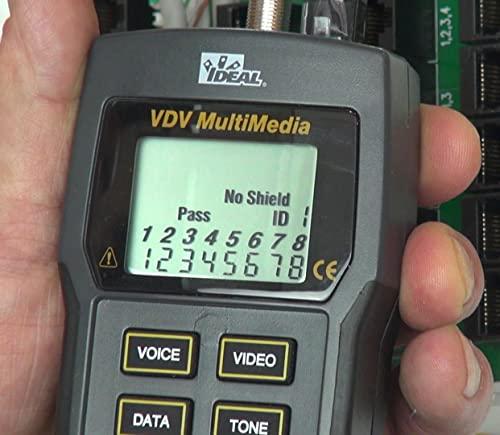 1,2,3,4
IDEAL®
VDV MultiMedia
No Shield
Pass ID 1
1 2 3 4 5 6 7 8
1 2 3 4 5 6 7 8
CE
VOICE VIDEO
DATA TONE